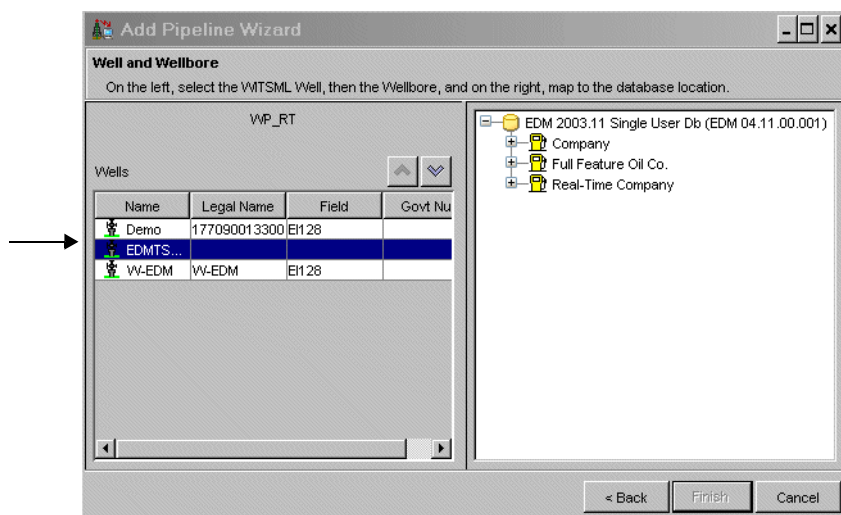 Add Pipeline Wizard
Well and Wellbore
On the left, select the WITSML Well, then the Wellbore, and on the right, map to the database location.
WP_RT
Wells
Name Legal Name Field Govt Nu
Demo 177090013300 EI128
EDMTS...
W-EDM W-EDM EI128
EDM 2003.11 Single User Db (EDM 04.11.00.001)
Company
Full Feature Oil Co.
Real-Time Company
< Back Finish Cancel